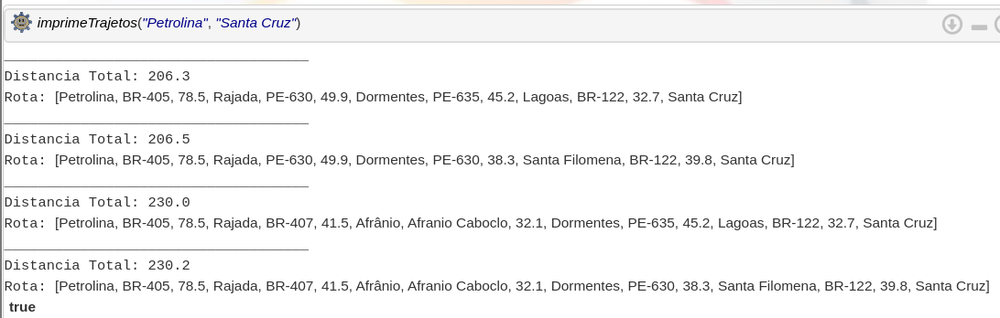 imprimeTrajetos("Petrolina", "Santa Cruz")
____________________________________
Distancia Total: 206.3
Rota: [Petrolina, BR-405, 78.5, Rajada, PE-630, 49.9, Dormentes, PE-635, 45.2, Lagoas, BR-122, 32.7, Santa Cruz]
____________________________________
Distancia Total: 206.5
Rota: [Petrolina, BR-405, 78.5, Rajada, PE-630, 49.9, Dormentes, PE-630, 38.3, Santa Filomena, BR-122, 39.8, Santa Cruz]
____________________________________
Distancia Total: 230.0
Rota: [Petrolina, BR-405, 78.5, Rajada, BR-407, 41.5, Afrânio, Afranio Caboclo, 32.1, Dormentes, PE-635, 45.2, Lagoas, BR-122, 32.7, Santa Cruz]
____________________________________
Distancia Total: 230.2
Rota: [Petrolina, BR-405, 78.5, Rajada, BR-407, 41.5, Afrânio, Afranio Caboclo, 32.1, Dormentes, PE-630, 38.3, Santa Filomena, BR-122, 39.8, Santa Cruz]
true